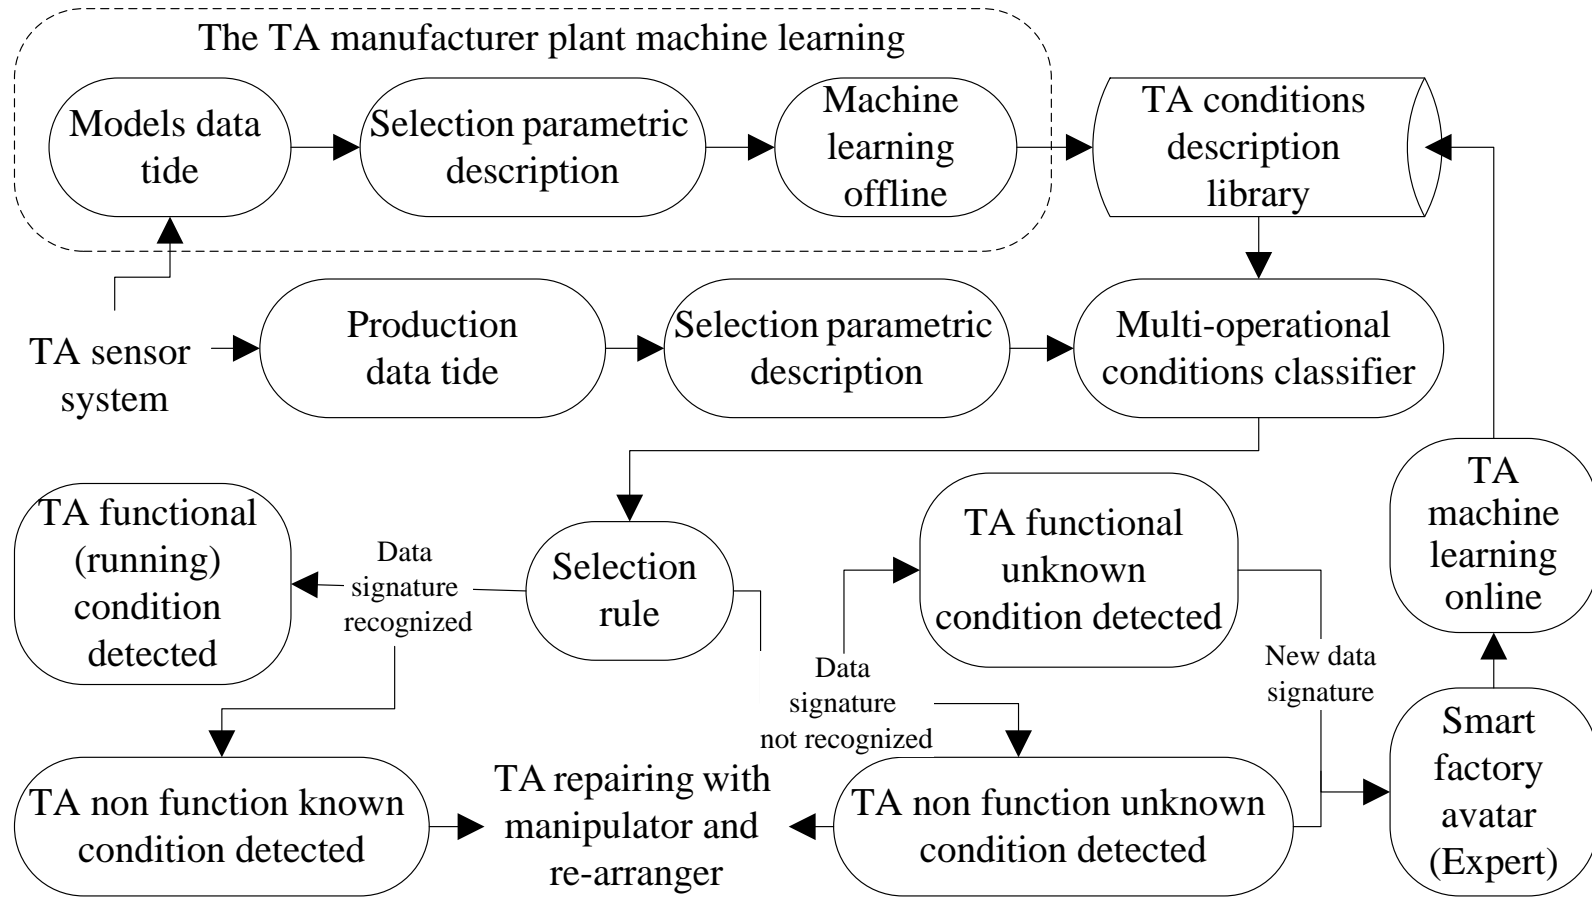 The TA manufacturer plant machine learning
Models data
tide
Selection parametric
description
Machine
learning
offline
TA conditions
description
library
TA sensor
system
Production
data tide
Selection parametric
description
Multi-operational
conditions classifier
TA functional
(running)
condition
detected
Data
signature
recognized
Selection
rule
Data
signature
not recognized
TA functional
unknown
condition detected
New data
signature
TA
machine
learning
online
TA non function known
condition detected
TA repairing with
manipulator and
re-arranger
TA non function unknown
condition detected
Smart
factory
avatar
(Expert)